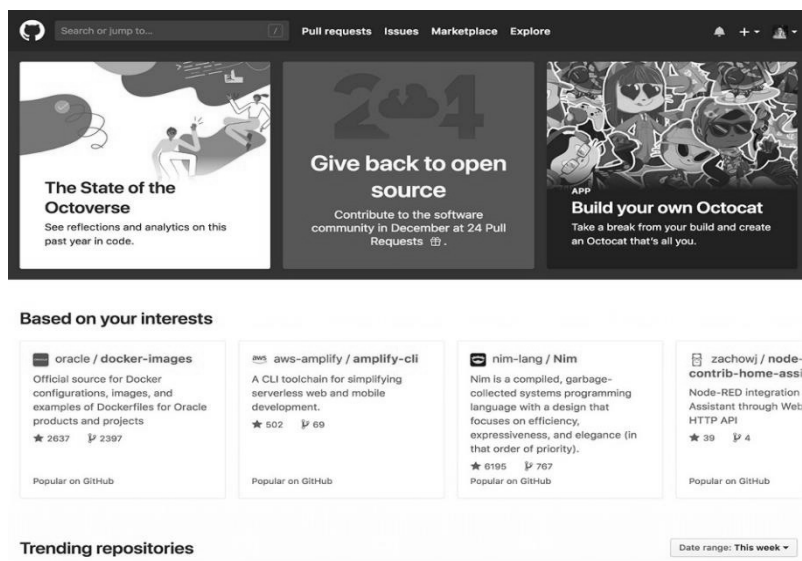 Search or jump to... /
Pull requests Issues Marketplace Explore
The State of the
Octoverse
See reflections and analytics on this
past year in code.
24
Give back to open
source
Contribute to the software
community in December at 24 Pull
Requests
.
APP
Build your own Octocat
Take a break from your build and create
an Octocat that's all you.
Based on your interests
oracle / docker-images
Official source for Docker
configurations, images, and
examples of Dockerfiles for Oracle
products and projects
2637 2397
Popular on GitHub
aws aws-amplify / amplify-cli
A CLI toolchain for simplifying
serverless web and mobile
development.
502 69
Popular on GitHub
nim-lang / Nim
Nim is a compiled, garbage-
collected systems programming
language with a design that
focuses on efficiency,
expressiveness, and elegance (in
that order of priority).
6195 767
Popular on GitHub
zachowj / node-
contrib-home-assi
Node-RED integration
Assistant through Web
HTTP API
39 4
Popular on GitHub
Trending repositories
Date range: This week